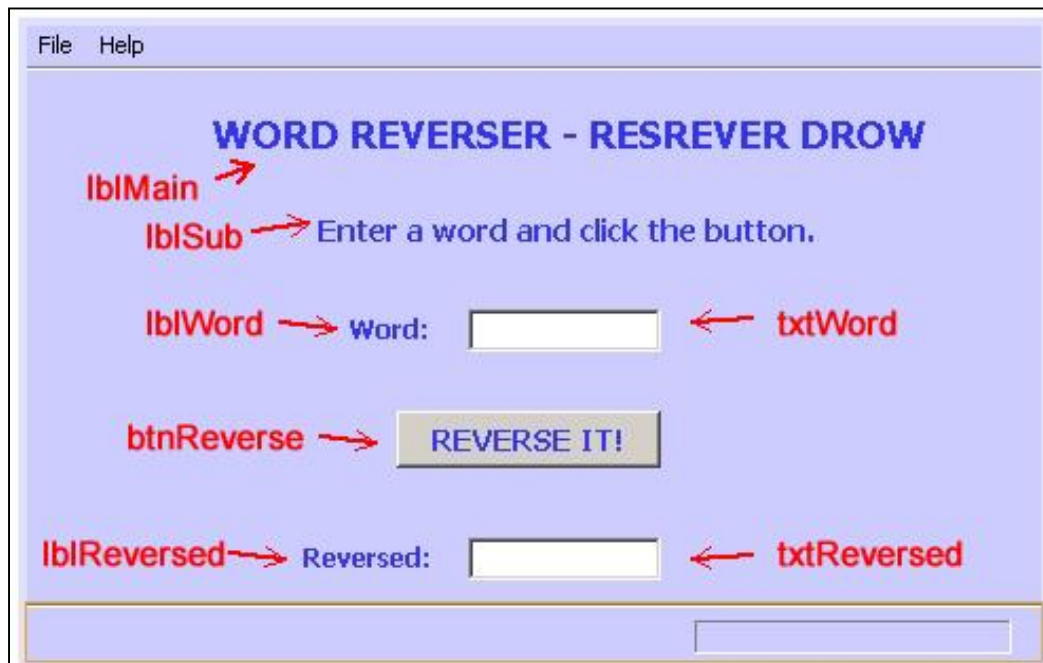 File Help
WORD REVERSER - RESREVER DROW
lblMain
lblSub Enter a word and click the button.
lblWord Word: txtWord
btnReverse REVERSE IT!
lblReversed Reversed: txtReversed